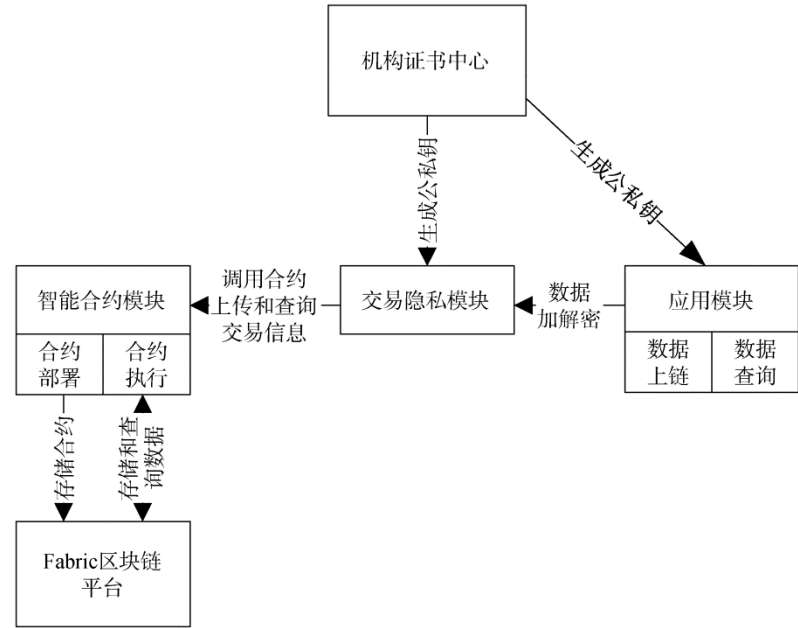 机构证书中心
生成公私钥
生成公私钥
智能合约模块
调用合约
上传和查询
交易信息
交易隐私模块
数据
加解密
应用模块
合约
部署
合约
执行
数据
上链
数据
查询
存储合约
存储和查
询数据
Fabric区块链
平台